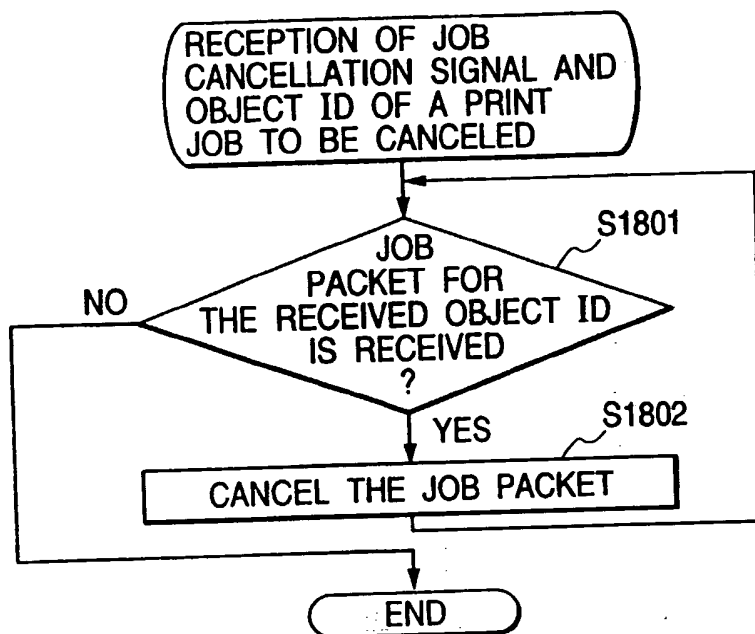 RECEPTION OF JOB
CANCELLATION SIGNAL AND
OBJECT ID OF A PRINT
JOB TO BE CANCELED
S1801
JOB
PACKET FOR
THE RECEIVED OBJECT ID
IS RECEIVED
?
NO
YES
S1802
CANCEL THE JOB PACKET
END